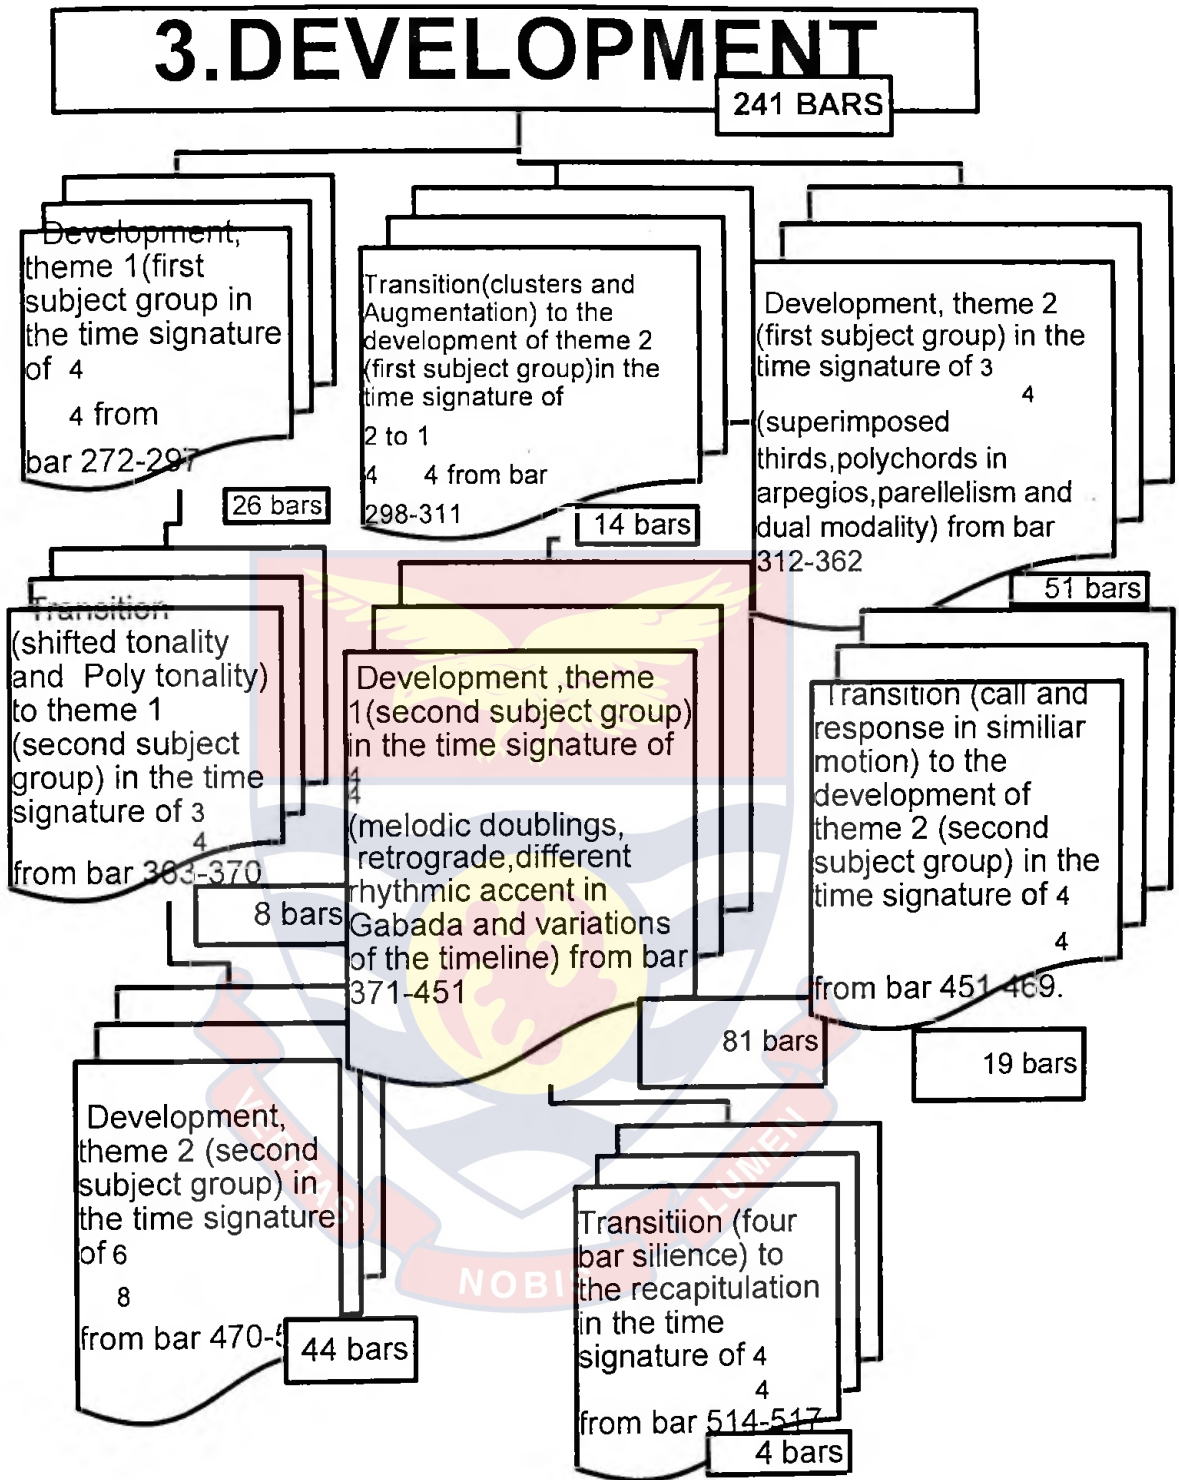 3.DEVELOPMENT
241 BARS
Development,
theme 1(first
subject group in
the time signature
of 4
4 from
bar 272-297
26 bars
Transition(clusters and
Augmentation) to the
development of theme 2
(first subject group)in the
time signature of
2 to 1
4 4 from bar
298-311
14 bars
Development, theme 2
(first subject group) in the
time signature of 3
4
(superimposed
thirds,polychords in
arpegios,parellelism and
dual modality) from bar
312-362
51 bars
Transition
(shifted tonality
and Poly tonality)
to theme 1
(second subject
group) in the time
signature of 3
4
from bar 363-370
8 bars
Development ,theme
1(second subject group)
in the time signature of
4
4
(melodic doublings,
retrograde,different
rhythmic accent in
Gabada and variations
of the timeline) from bar
371-451
81 bars
Transition (call and
response in similiar
motion) to the
development of
theme 2 (second
subject group) in the
time signature of 4
4
from bar 451-469.
19 bars
Development,
theme 2 (second
subject group) in
the time signature
of 6
8
from bar 470-
44 bars
Transitiion (four
bar silience) to
the recapitulation
in the time
signature of 4
4
from bar 514-517
4 bars
VERITAS
NOBIS
LUMEN